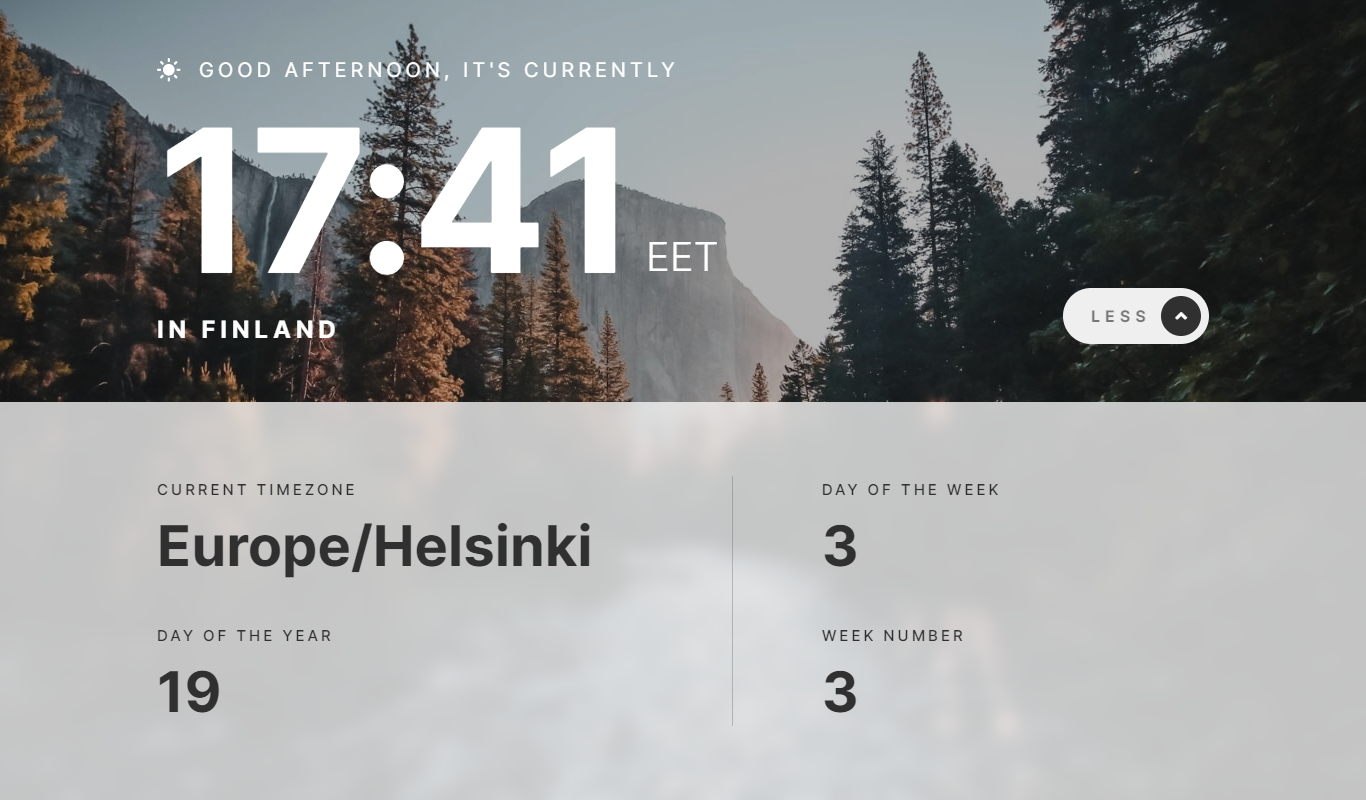 GOOD AFTERNOON, IT'S CURRENTLY
17:41 EET
IN FINLAND
LESS
CURRENT TIMEZONE
Europe/Helsinki
DAY OF THE YEAR
19
DAY OF THE WEEK
3
WEEK NUMBER
3